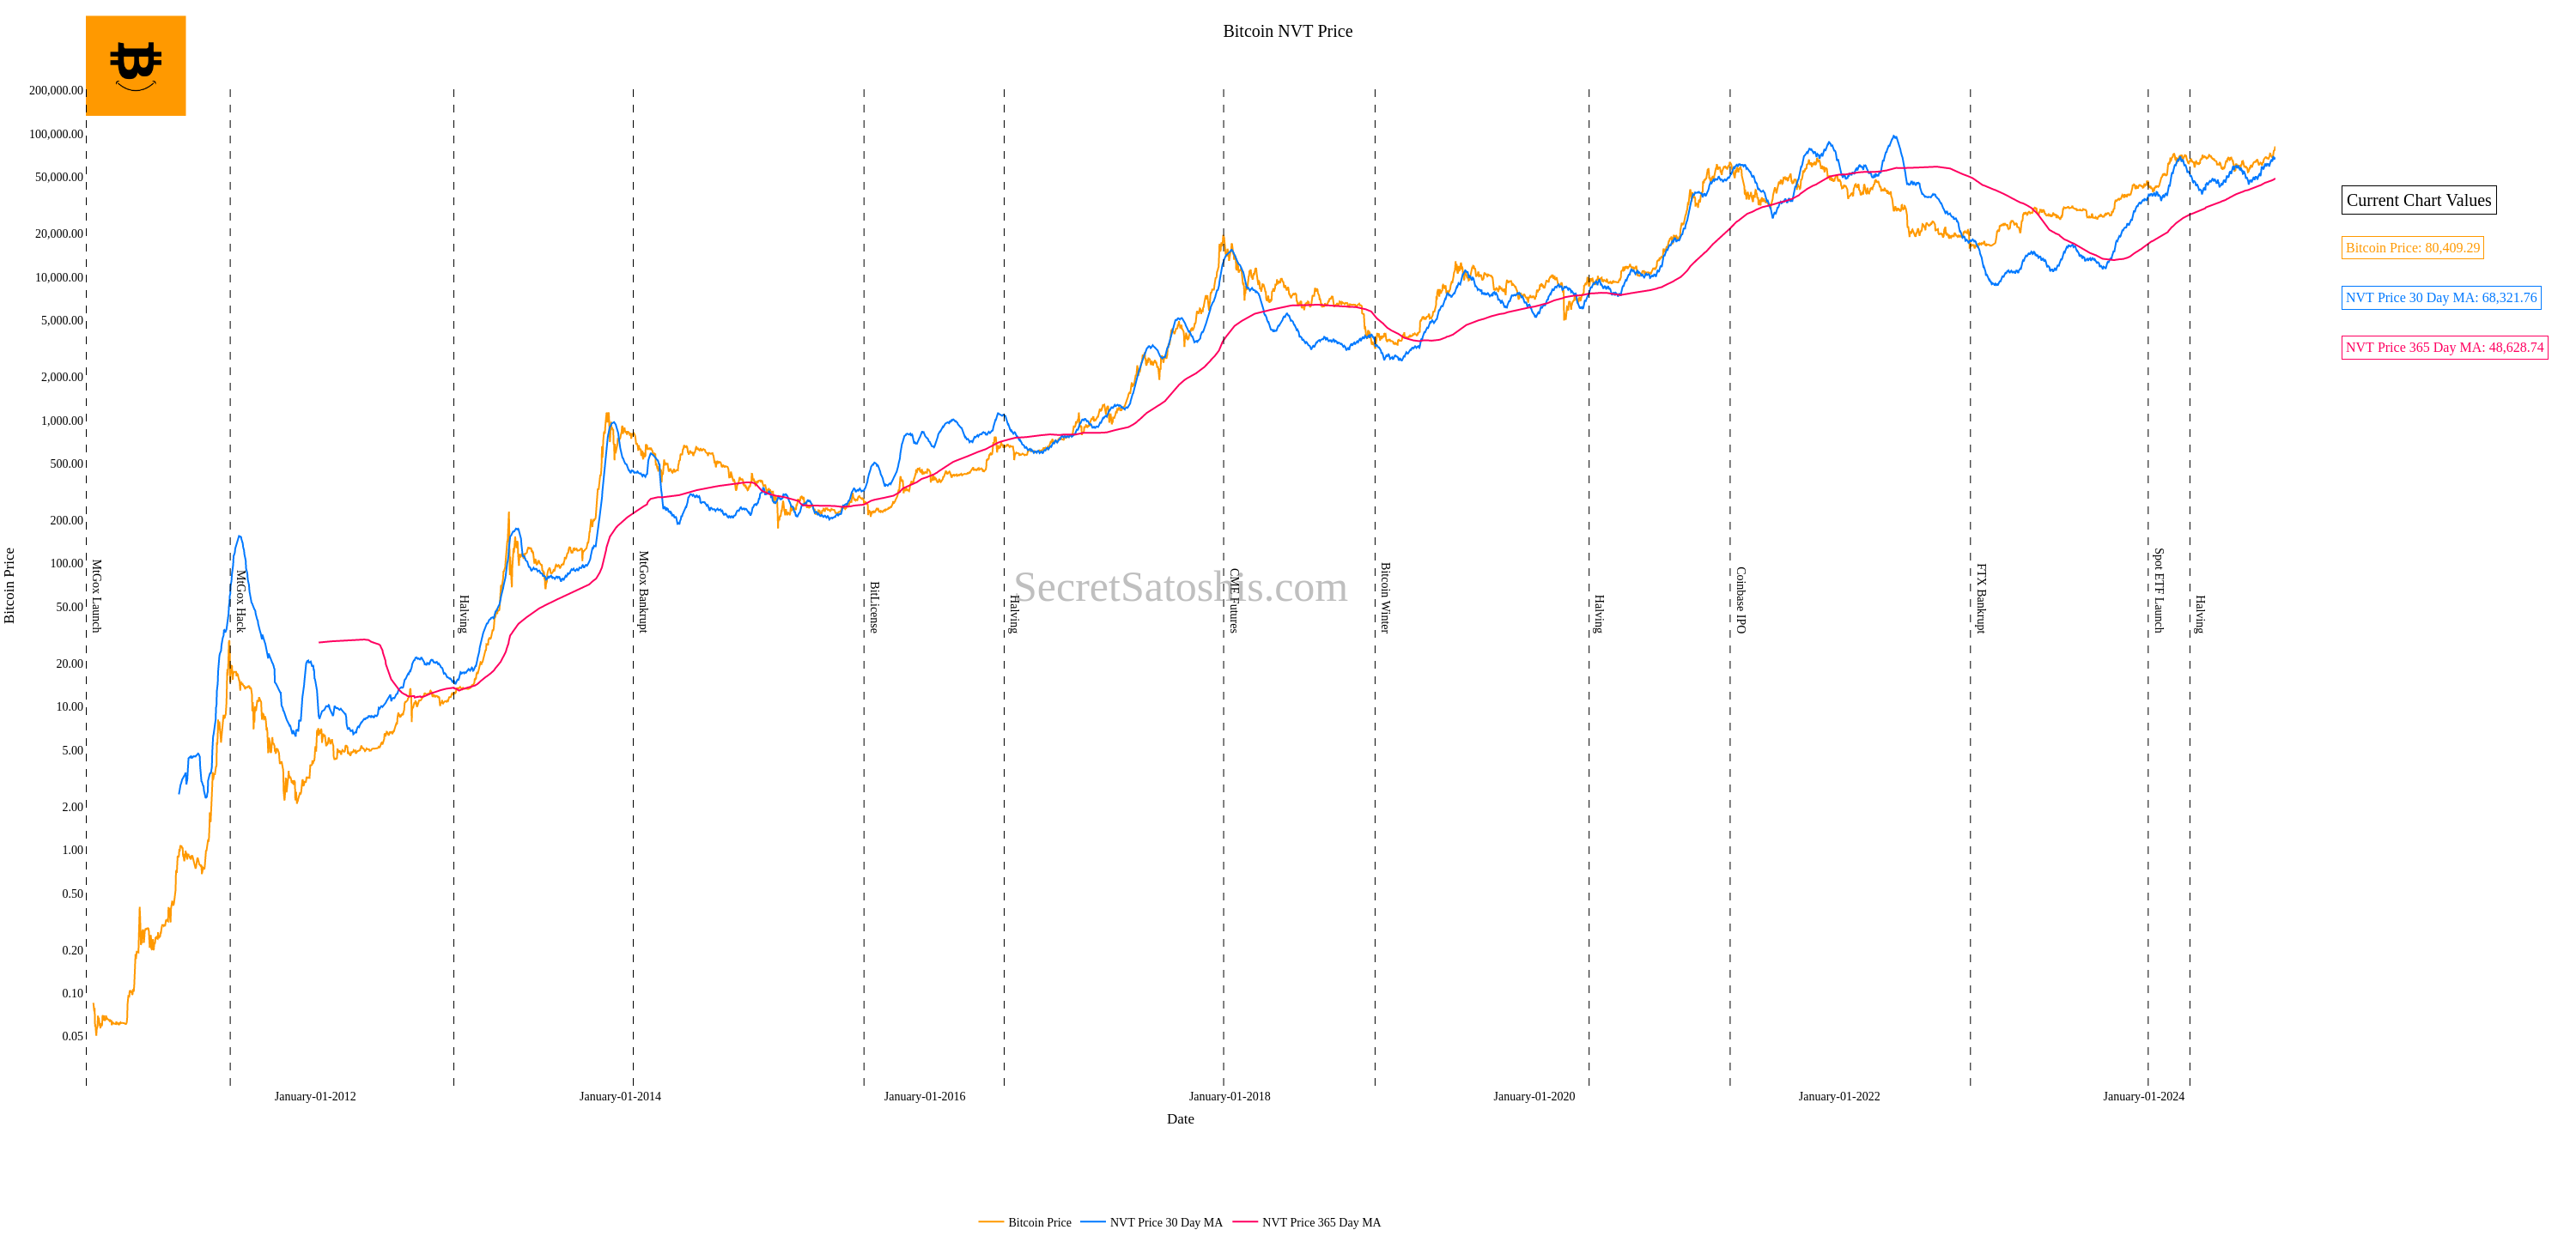 Bitcoin NVT Price
200,000.00
100,000.00
50,000.00
20,000.00
10,000.00
5,000.00
2,000.00
1,000.00
500.00
200.00
100.00
50.00
20.00
10.00
5.00
2.00
1.00
0.50
0.20
0.10
0.05
Bitcoin Price
MtGox Launch
MtGox Hack
Halving
MtGox Bankrupt
BitLicense
Halving
CME Futures
Bitcoin Winter
Halving
Coinbase IPO
FTX Bankrupt
Spot ETF Launch
Halving
SecretSatoshis.com
Current Chart Values
Bitcoin Price: 80,409.29
NVT Price 30 Day MA: 68,321.76
NVT Price 365 Day MA: 48,628.74
January-01-2012
January-01-2014
January-01-2016
January-01-2018
January-01-2020
January-01-2022
January-01-2024
Date
Bitcoin Price
NVT Price 30 Day MA
NVT Price 365 Day MA